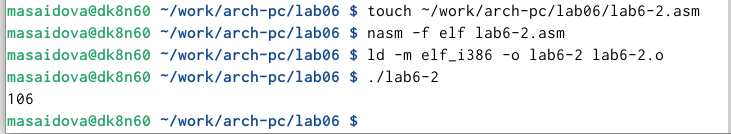 masaidova@dk8n60 ~/work/arch-pc/lab06 $ touch ~/work/arch-pc/lab06/lab6-2.asm
masaidova@dk8n60 ~/work/arch-pc/lab06 $ nasm -f elf lab6-2.asm
masaidova@dk8n60 ~/work/arch-pc/lab06 $ ld -m elf_i386 -o lab6-2 lab6-2.o
masaidova@dk8n60 ~/work/arch-pc/lab06 $ ./lab6-2
106
masaidova@dk8n60 ~/work/arch-pc/lab06 $